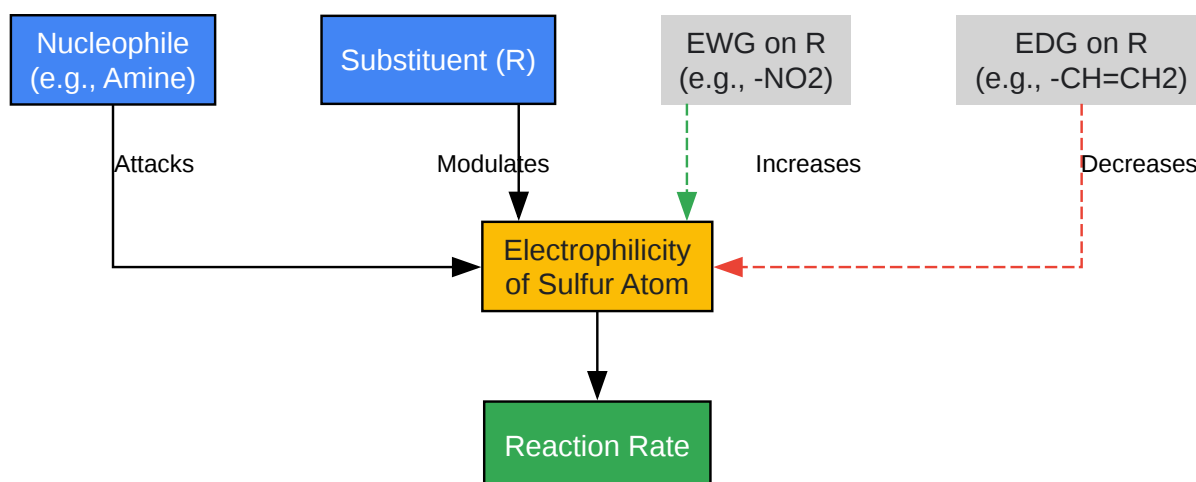 Nucleophile
(e.g., Amine)
Substituent (R)
EWG on R
(e.g., -NO2)
EDG on R
(e.g., -CH=CH2)
Attacks
Modulates
Increases
Decreases
Electrophilicity
of Sulfur Atom
Reaction Rate